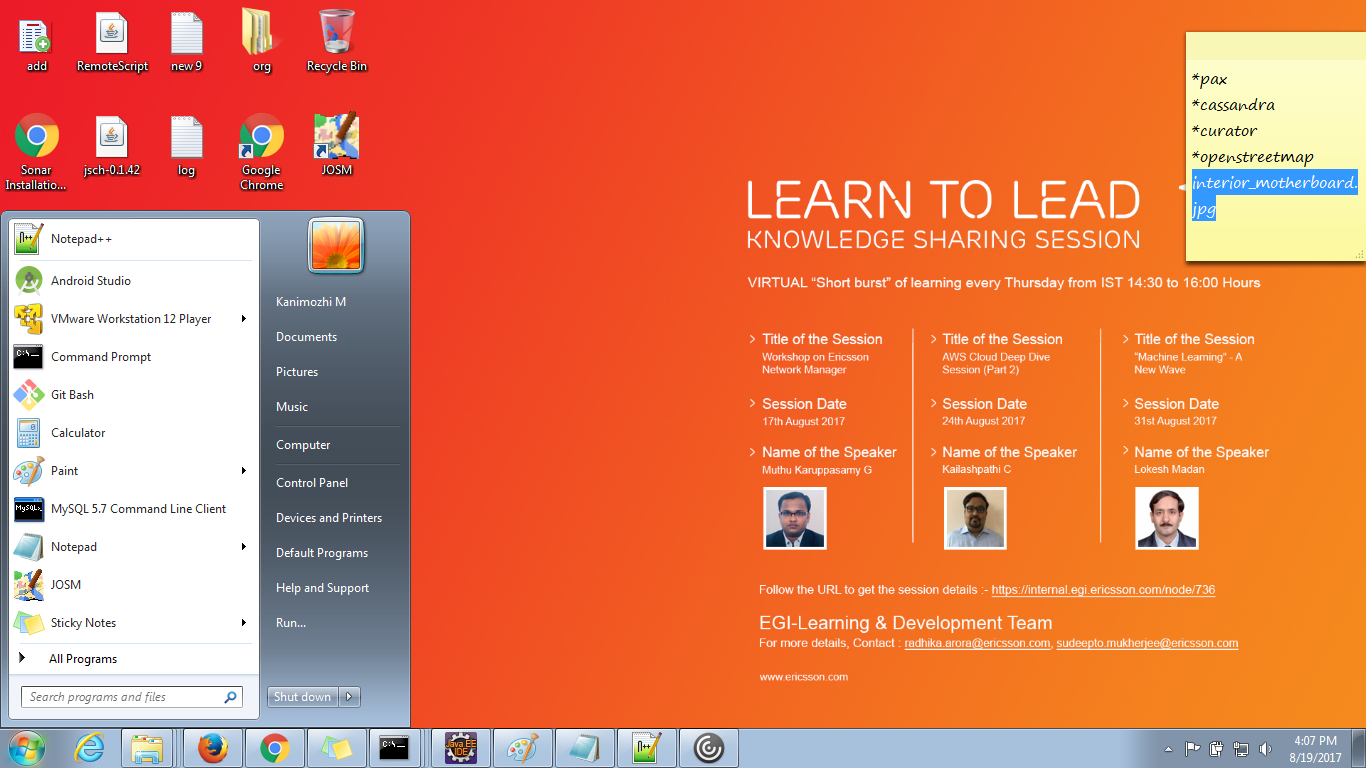 add
RemoteScript
new 9
org
Recycle Bin
Sonar
Installatio...
jsch-0.1.42
log
Google
Chrome
JOSM
Notepad++
Android Studio
VMware Workstation 12 Player
Command Prompt
Git Bash
Calculator
Paint
MySQL 5.7 Command Line Client
Notepad
JOSM
Sticky Notes
All Programs
Search programs and files
Kanimozhi M
Documents
Pictures
Music
Computer
Control Panel
Devices and Printers
Default Programs
Help and Support
Run...
Shut down
*pax
*cassandra
*curator
*openstreetmap
interior_motherboard.
jpg
LEARN TO LEAD
KNOWLEDGE SHARING SESSION
VIRTUAL “Short burst” of learning every Thursday from IST 14:30 to 16:00 Hours
Title of the Session
Workshop on Ericsson
Network Manager
Session Date
17th August 2017
Name of the Speaker
Muthu Karuppasamy G
Title of the Session
AWS Cloud Deep Dive
Session (Part 2)
Session Date
24th August 2017
Name of the Speaker
Kailashpathi C
Title of the Session
"Machine Learning" - A
New Wave
Session Date
31st August 2017
Name of the Speaker
Lokesh Madan
Follow the URL to get the session details :- https://internal.egi.ericsson.com/node/736
EGI-Learning & Development Team
For more details, Contact : radhika.arora@ericsson.com, sudeepto.mukherjee@ericsson.com
www.ericsson.com
Java EE
IDE
4:07 PM
8/19/2017